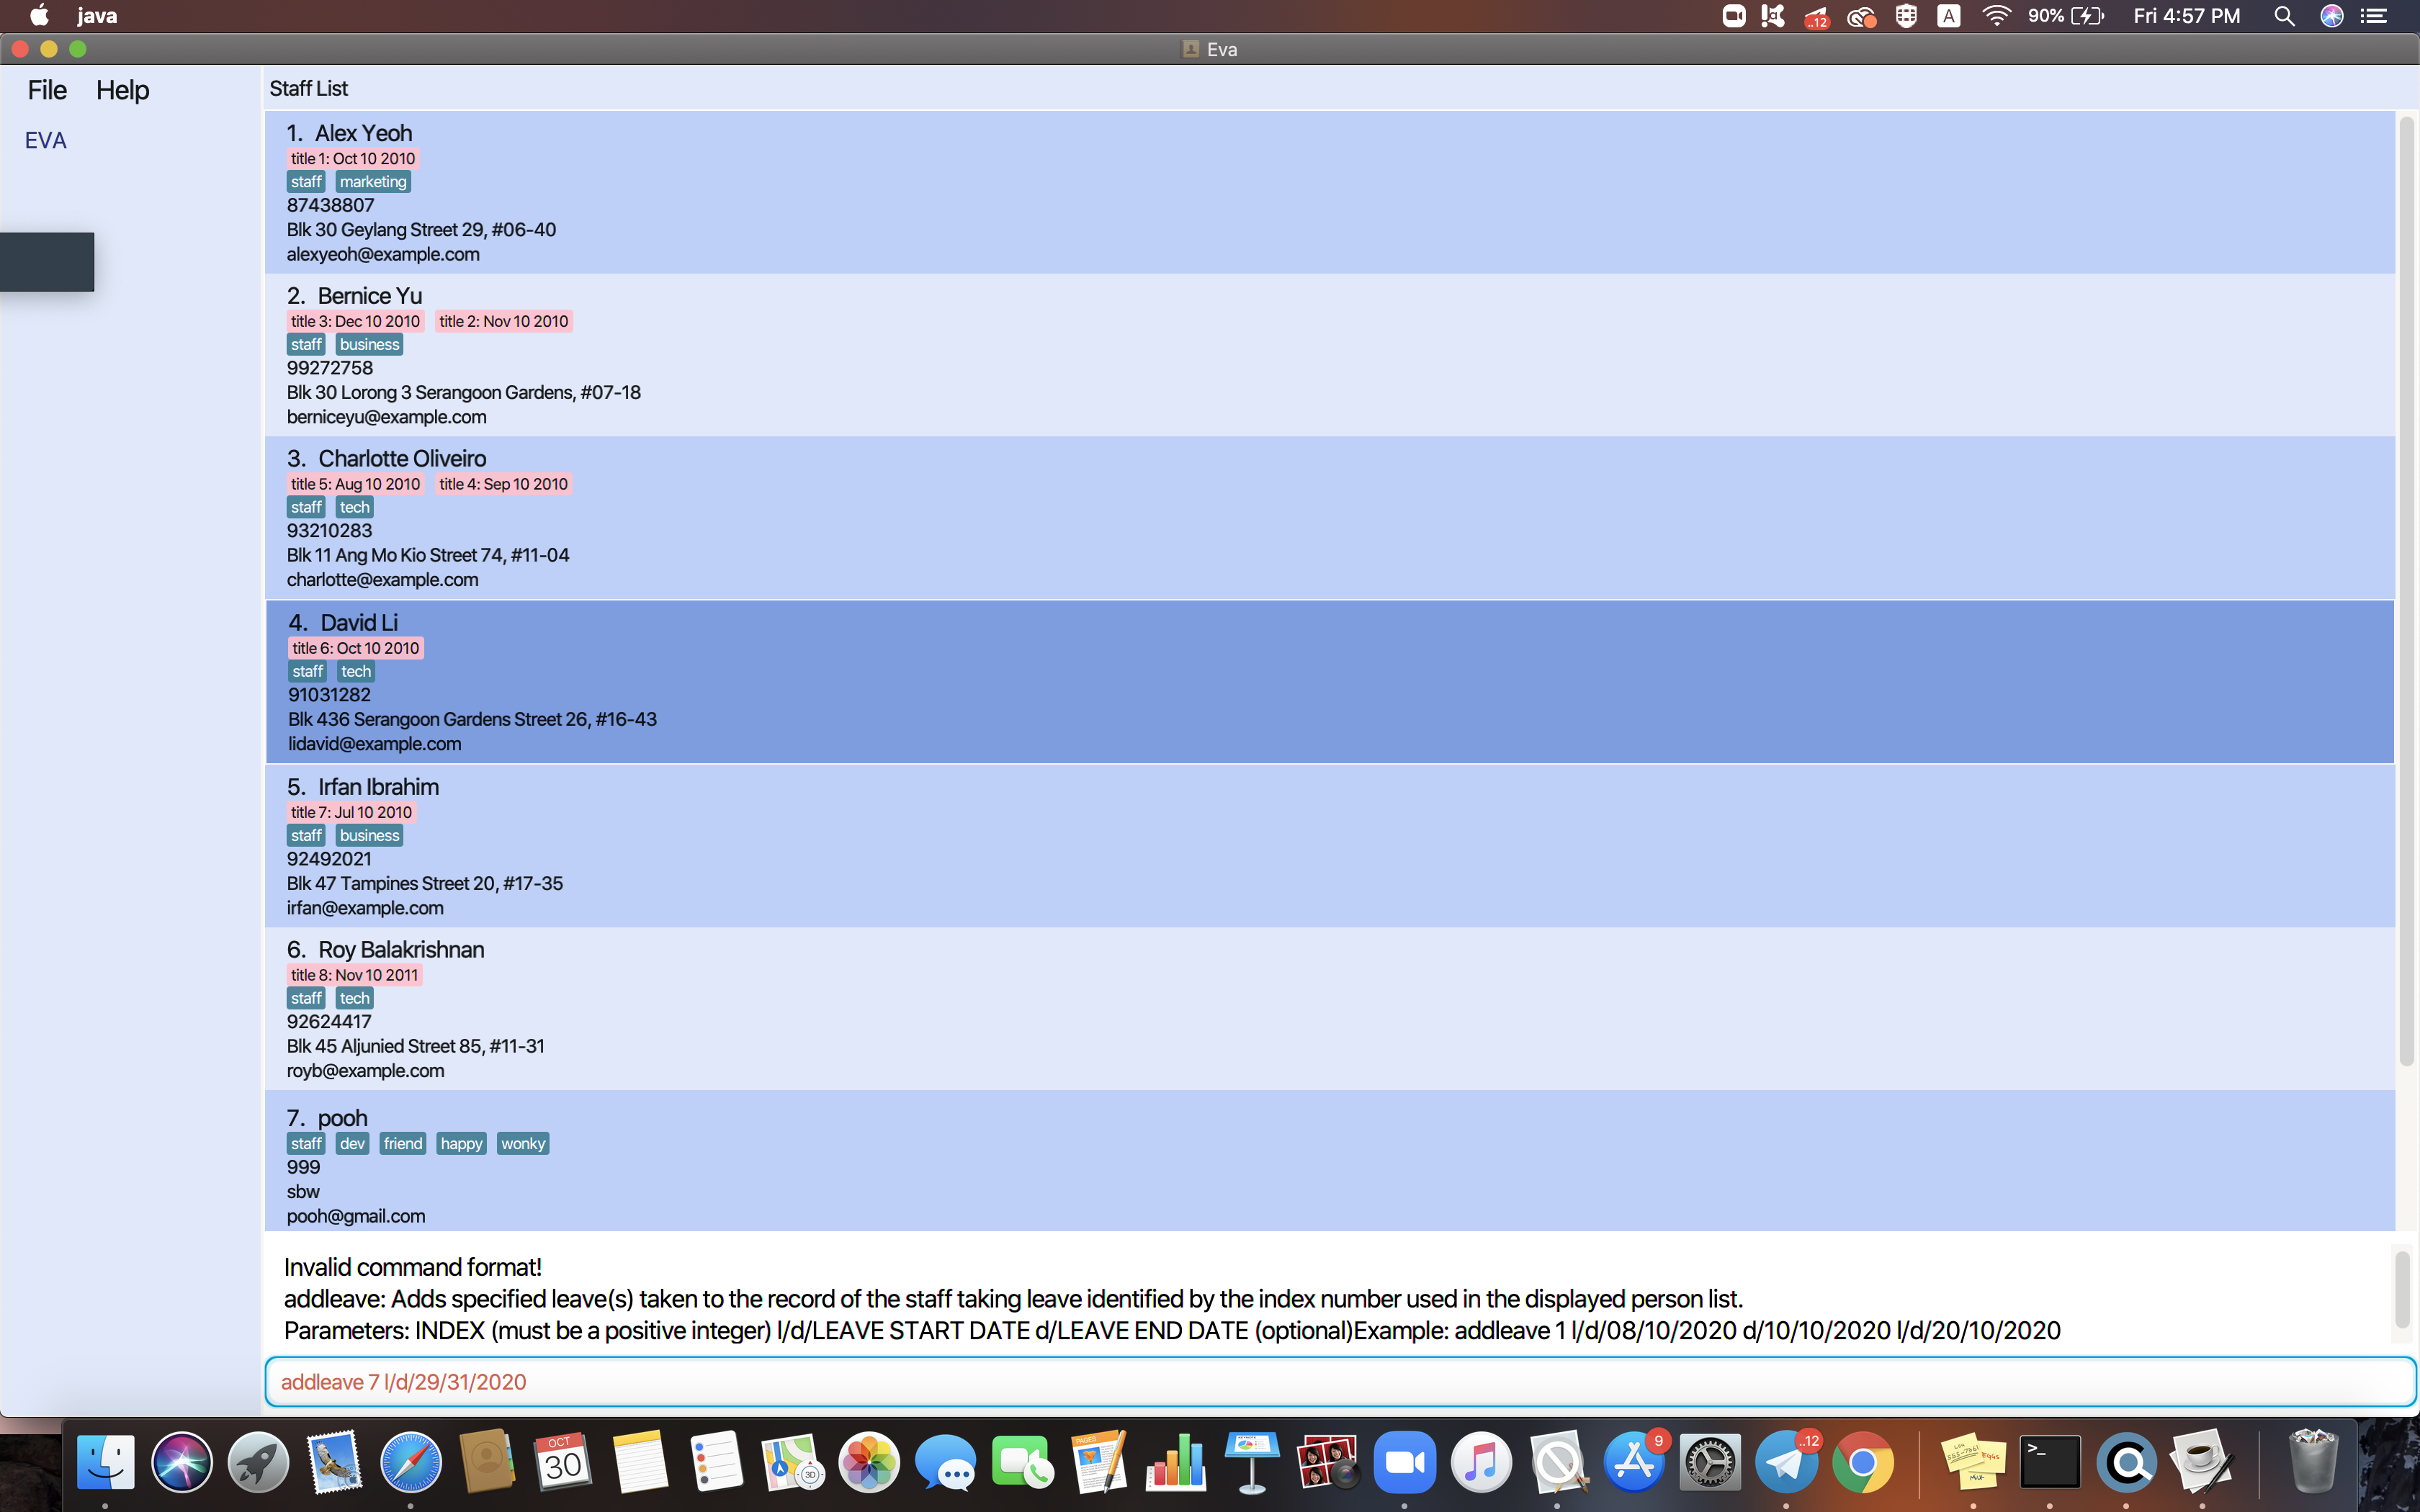 java
..12
A
90%
Fri 4:57 PM
Eva
File Help
EVA
Staff List
1. Alex Yeoh
title 1: Oct 10 2010
staff marketing
87438807
Blk 30 Geylang Street 29, #06-40
alexyeoh@example.com
2. Bernice Yu
title 3: Dec 10 2010 title 2: Nov 10 2010
staff business
99272758
Blk 30 Lorong 3 Serangoon Gardens, #07-18
berniceyu@example.com
3. Charlotte Oliveiro
title 5: Aug 10 2010 title 4: Sep 10 2010
staff tech
93210283
Blk 11 Ang Mo Kio Street 74, #11-04
charlotte@example.com
4. David Li
title 6: Oct 10 2010
staff tech
91031282
Blk 436 Serangoon Gardens Street 26, #16-43
lidavid@example.com
5. Irfan Ibrahim
title 7: Jul 10 2010
staff business
92492021
Blk 47 Tampines Street 20, #17-35
irfan@example.com
6. Roy Balakrishnan
title 8: Nov 10 2011
staff tech
92624417
Blk 45 Aljunied Street 85, #11-31
royb@example.com
7. pooh
staff dev friend happy wonky
999
sbw
pooh@gmail.com
Invalid command format!
addleave: Adds specified leave(s) taken to the record of the staff taking leave identified by the index number used in the displayed person list.
Parameters: INDEX (must be a positive integer) l/d/LEAVE START DATE d/LEAVE END DATE (optional)Example: addleave 1 l/d/08/10/2020 d/10/10/2020 l/d/20/10/2020
addleave 7 l/d/29/31/2020
OCT
30
3D
PAGES
9
..12
>_